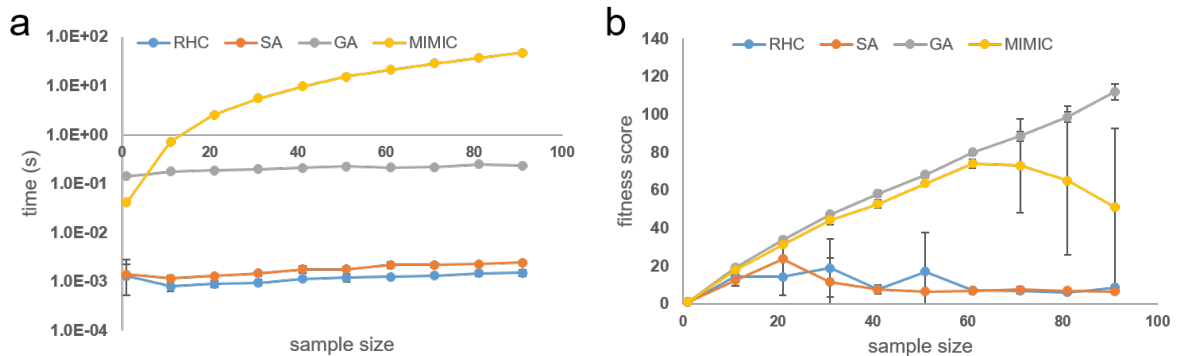 a
1.0E+02
RHC SA GA MIMIC
1.0E+01
1.0E+00
0 20 40 60 80 100
1.0E-01
1.0E-02
1.0E-03
1.0E-04
time (s)
sample size
b
140
RHC SA GA MIMIC
120
100
80
60
40
20
0
0 20 40 60 80 100
fitness score
sample size